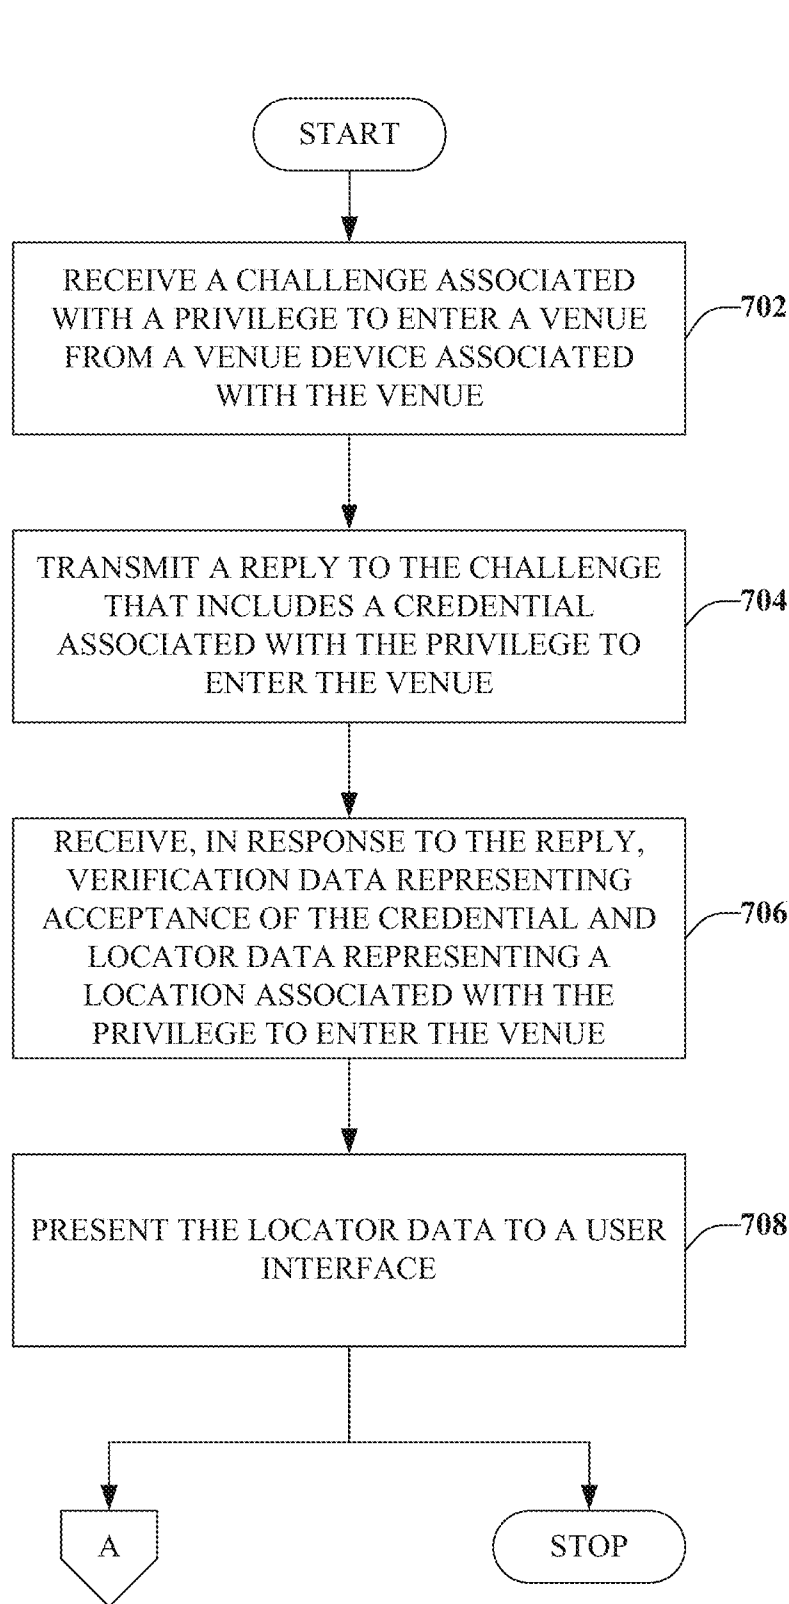 START
RECEIVE A CHALLENGE ASSOCIATED
WITH A PRIVILEGE TO ENTER A VENUE
FROM A VENUE DEVICE ASSOCIATED
WITH THE VENUE
702
TRANSMIT A REPLY TO THE CHALLENGE
THAT INCLUDES A CREDENTIAL
ASSOCIATED WITH THE PRIVILEGE TO
ENTER THE VENUE
704
RECEIVE, IN RESPONSE TO THE REPLY,
VERIFICATION DATA REPRESENTING
ACCEPTANCE OF THE CREDENTIAL AND
LOCATOR DATA REPRESENTING A
LOCATION ASSOCIATED WITH THE
PRIVILEGE TO ENTER THE VENUE
706
PRESENT THE LOCATOR DATA TO A USER
INTERFACE
708
A
STOP